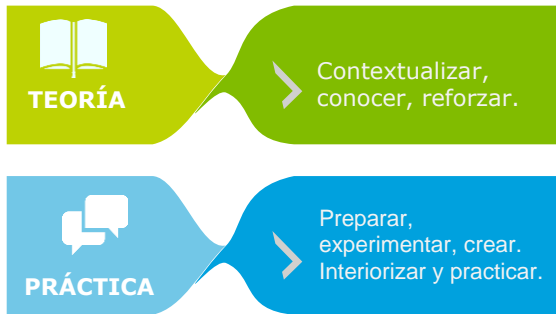 TEORÍA
Contextualizar,
conocer, reforzar.
PRÁCTICA
Preparar,
experimentar, crear.
Interiorizar y practicar.